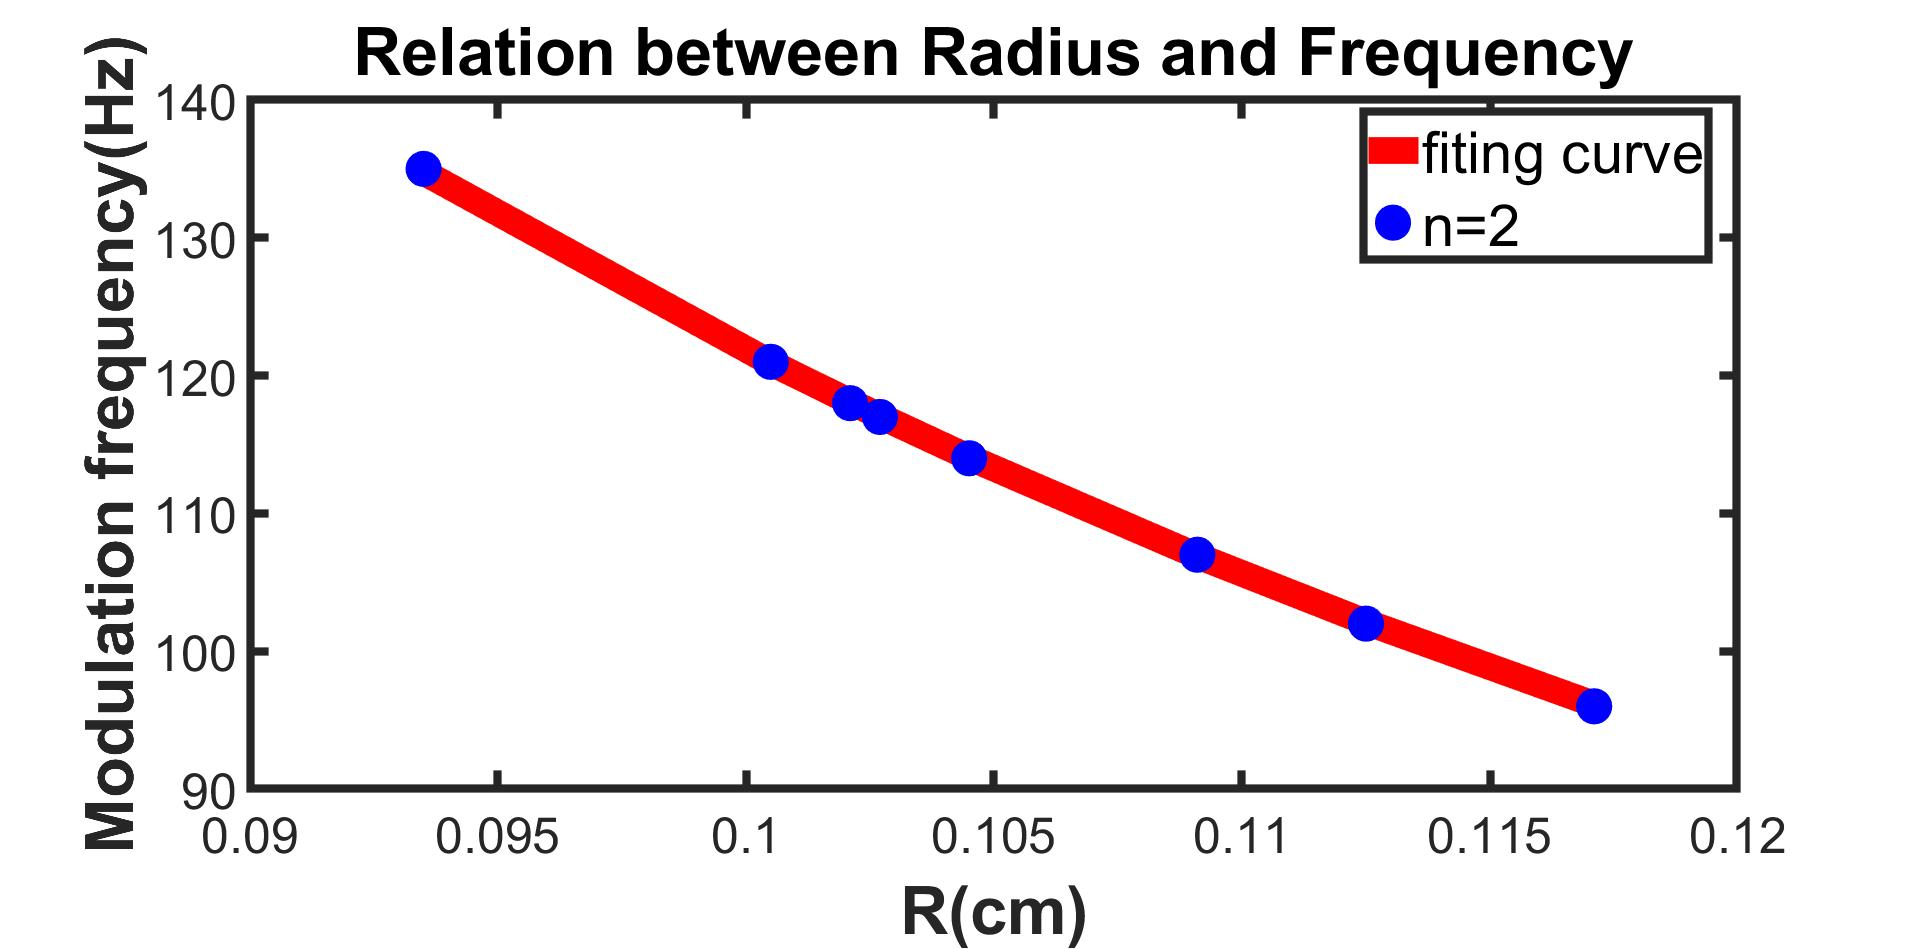 Relation between Radius and Frequency
Modulation frequency(Hz)
140
130
120
110
100
90
fiting curve
n=2
0.09 0.095 0.1 0.105 0.11 0.115 0.12
R(cm)